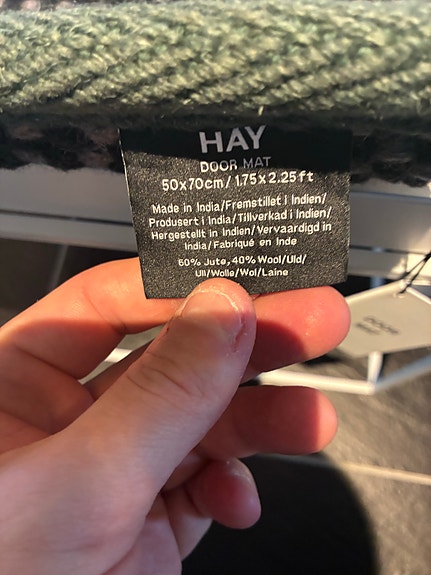 HAY
DOOR MAT
50x70cm / 1.75x2.25ft
Made in India/Fremstillet i Indien/
Produsert i India/Tillverkad i Indien/
Hergestellt in Indien/Vervaardigd in
India/Fabriqué en Inde
60% Jute, 40% Wool/Uld/
Ull/Wolle/Wol/Laine